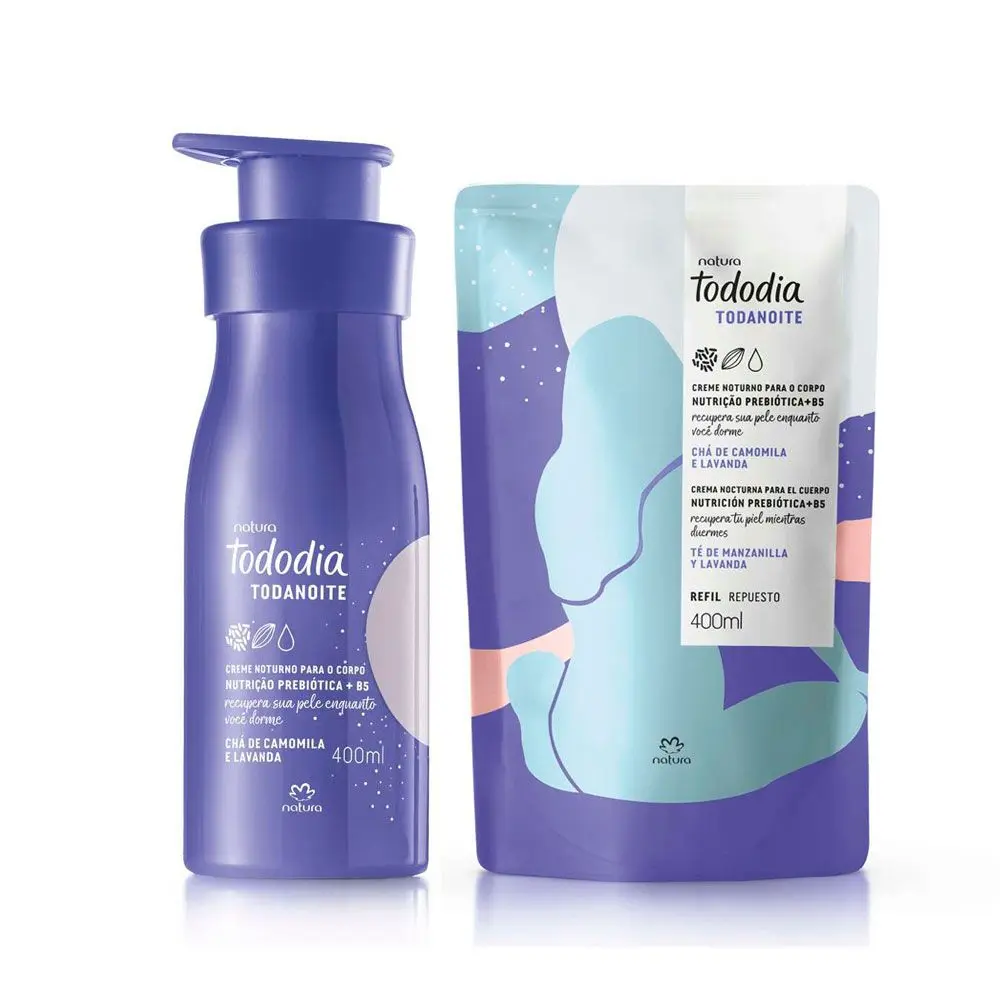 natura
Tododia
TODANOITE
CREME NOTURNO PARA O CORPO
NUTRIÇÃO PREBIÓTICA + B5
recupera sua pele enquanto
você dorme
CHÁ DE CAMOMILA
E LAVANDA
400ml
natura
natura
Tododia
TODANOITE
CREME NOTURNO PARA O CORPO
NUTRIÇÃO PREBIÓTICA+B5
recupera sua pele enquanto
você dorme
CHÁ DE CAMOMILA
E LAVANDA
CREMA NOCTURNA PARA EL CUERPO
NUTRICIÓN PREBIÓTICA+B5
recupera tu piel mientras
duermes
TÉ DE MANZANILLA
Y LAVANDA
REFIL REPUESTO
400ml
natura